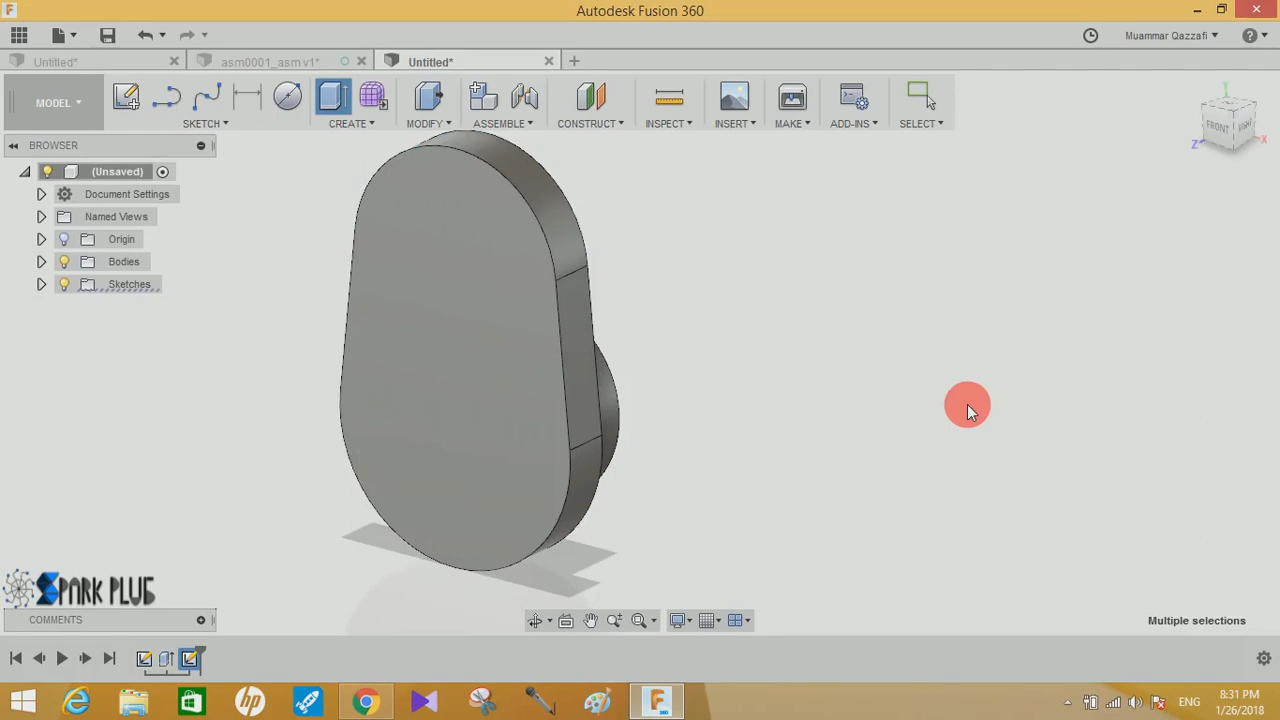 Autodesk Fusion 360
Muammar Qazzafi
Untitled*
asm0001_asm v1*
Untitled*
MODEL
SKETCH
CREATE
MODIFY
ASSEMBLE
CONSTRUCT
INSPECT
INSERT
MAKE
ADD-INS
SELECT
BROWSER
(Unsaved)
Document Settings
Named Views
Origin
Bodies
Sketches
FRONT
RIGHT
Y
X
Z
SPARK PLUG
COMMENTS
Multiple selections
ENG
8:31 PM
1/26/2018